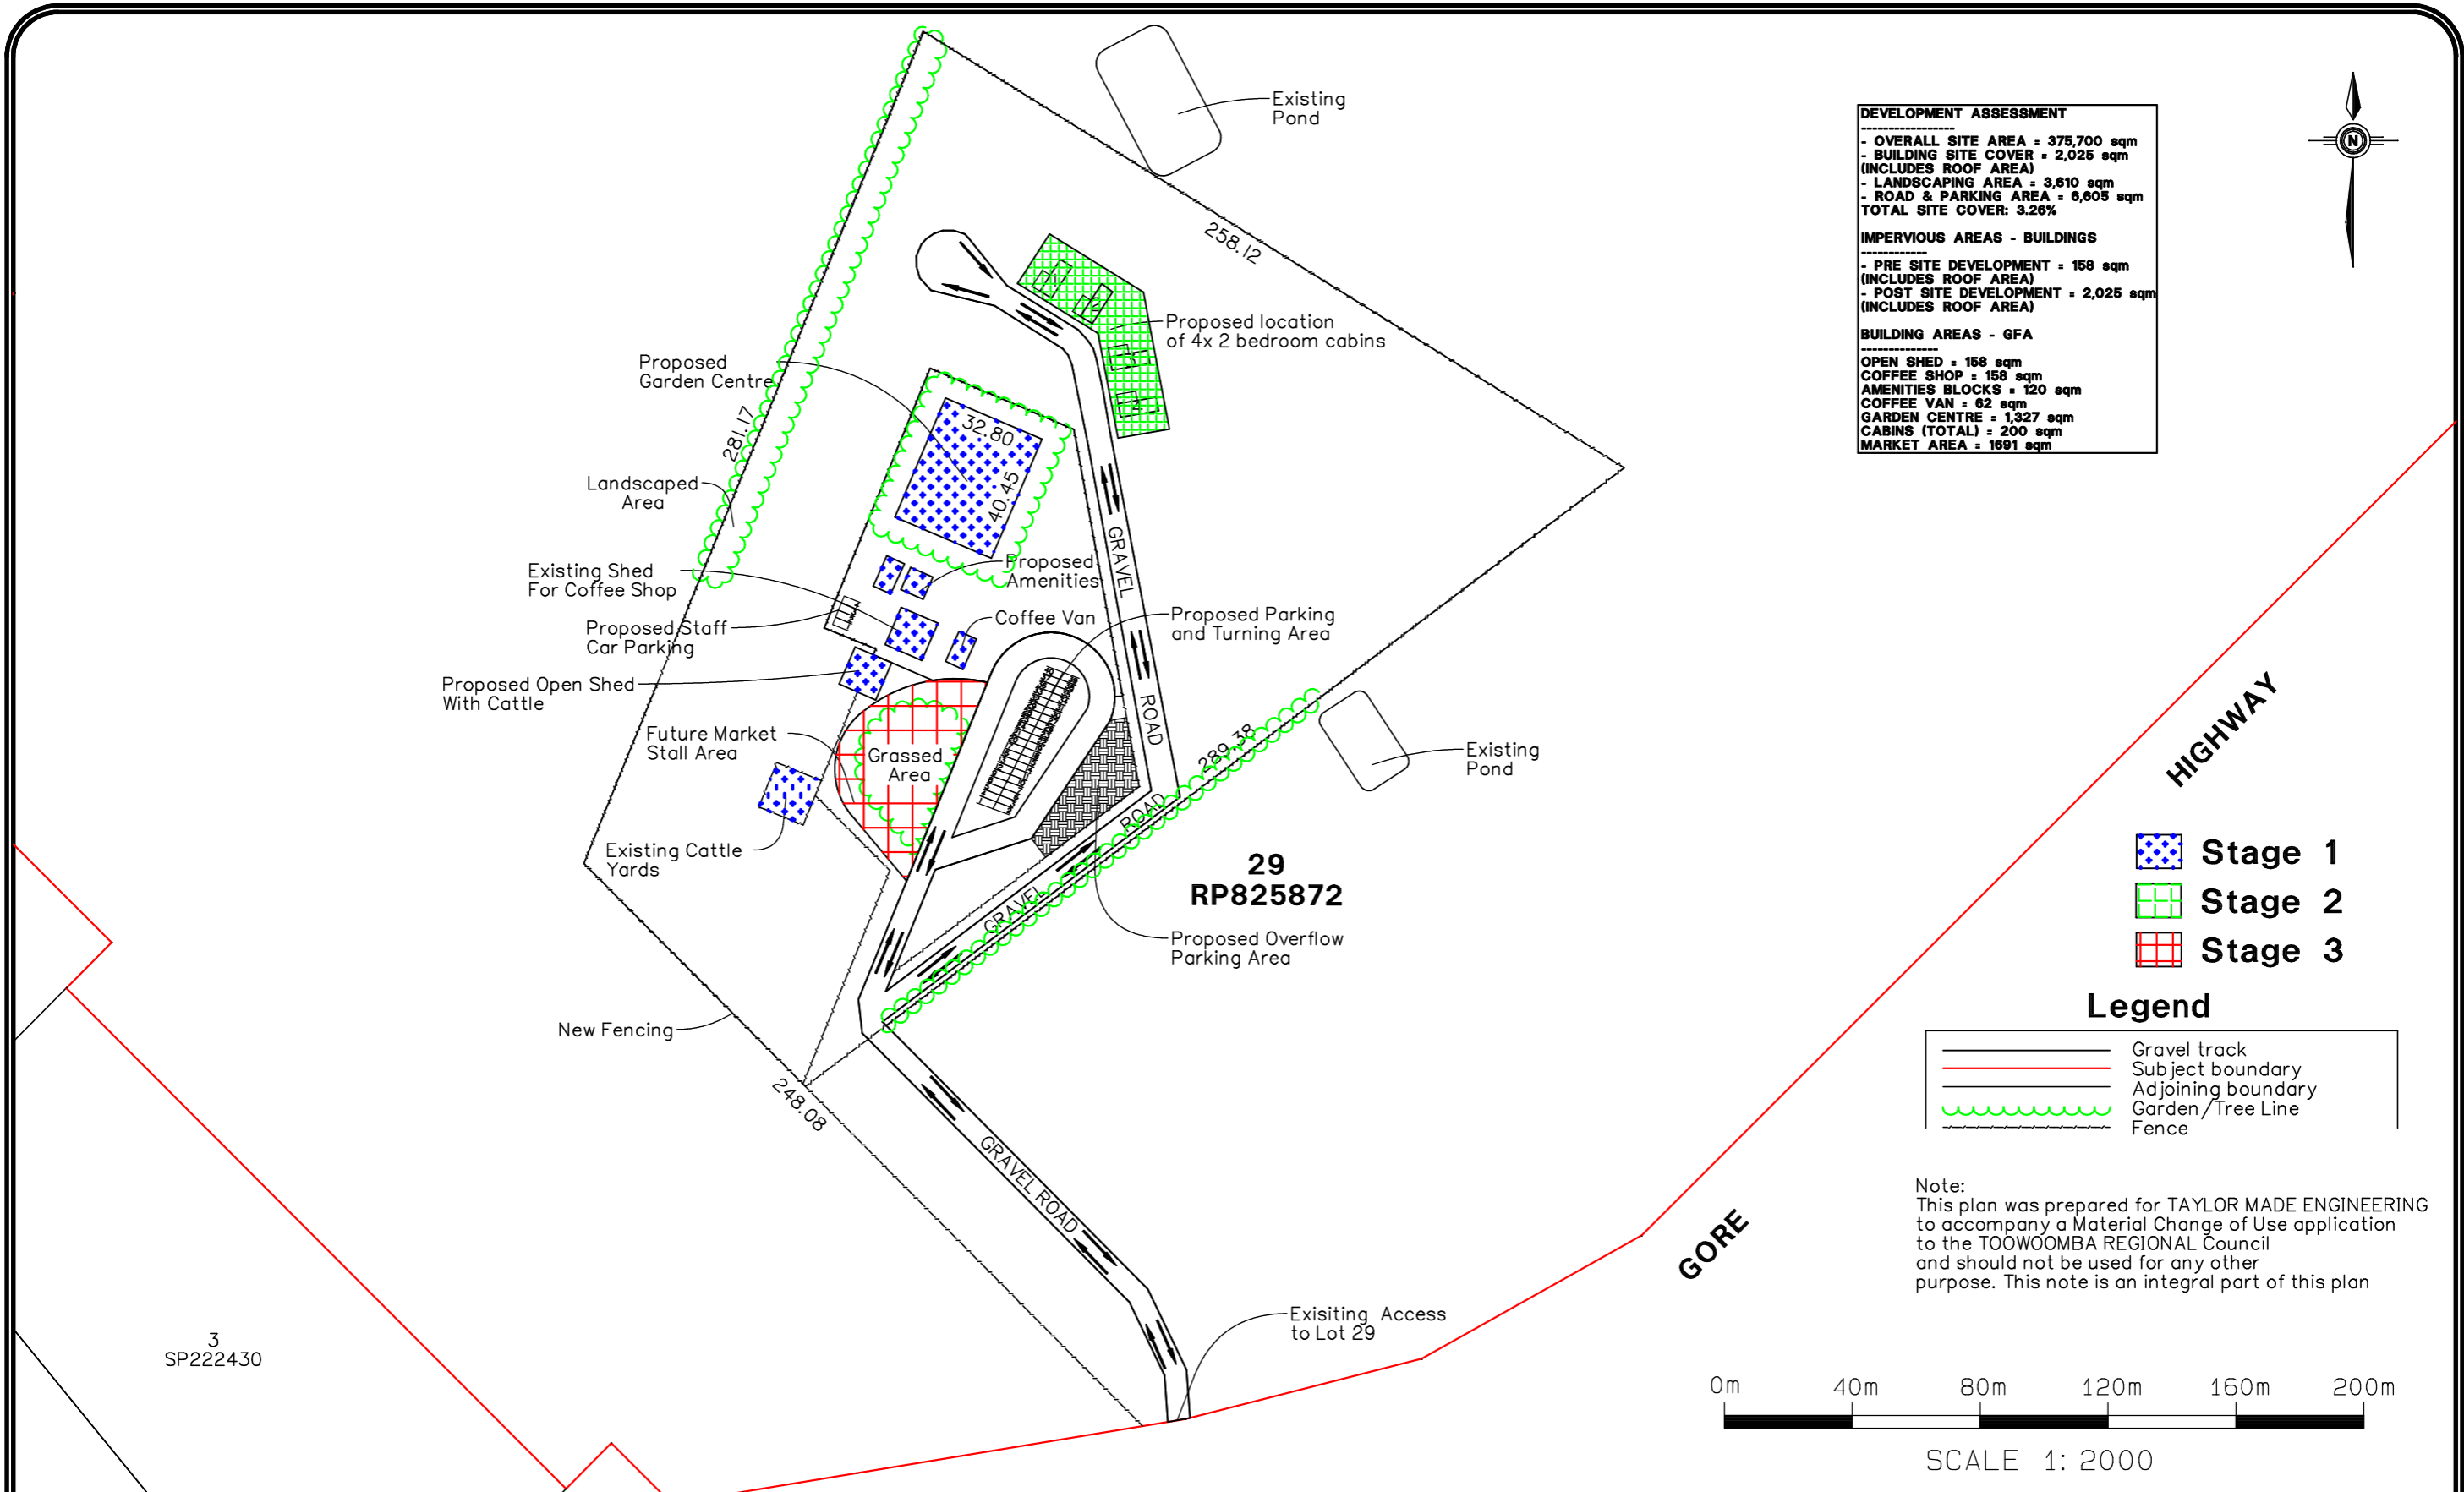 Existing
Pond
DEVELOPMENT ASSESSMENT
-----------------
- OVERALL SITE AREA = 375,700 sqm
- BUILDING SITE COVER = 2,025 sqm
(INCLUDES ROOF AREA)
- LANDSCAPING AREA = 3,610 sqm
- ROAD & PARKING AREA = 6,605 sqm
TOTAL SITE COVER: 3.26%
IMPERVIOUS AREAS - BUILDINGS
------------
- PRE SITE DEVELOPMENT = 158 sqm
(INCLUDES ROOF AREA)
- POST SITE DEVELOPMENT = 2,025 sqm
(INCLUDES ROOF AREA)
BUILDING AREAS - GFA
--------------
OPEN SHED = 158 sqm
COFFEE SHOP = 158 sqm
AMENITIES BLOCKS = 120 sqm
COFFEE VAN = 62 sqm
GARDEN CENTRE = 1,327 sqm
CABINS (TOTAL) = 200 sqm
MARKET AREA = 1691 sqm
N
258.12
1
2
3
Proposed location
of 4x 2 bedroom cabins
Proposed
Garden Centre
32.80
40.45
281.17
Landscaped
Area
GRAVEL
ROAD
Existing Shed
For Coffee Shop
Proposed
Amenities
Proposed Staff
Car Parking
Coffee Van
Proposed Parking
and Turning Area
Proposed Open Shed
With Cattle
Future Market
Stall Area
Grassed
Area
289.38
Existing
Pond
Existing Cattle
Yards
GRAVEL
ROAD
29
RP825872
Proposed Overflow
Parking Area
New Fencing
248.08
GRAVEL ROAD
Exisiting Access
to Lot 29
3
SP222430
HIGHWAY
GORE
Stage 1
Stage 2
Stage 3
Legend
Gravel track
Subject boundary
Adjoining boundary
Garden/Tree Line
Fence
Note:
This plan was prepared for TAYLOR MADE ENGINEERING
to accompany a Material Change of Use application
to the TOOWOOMBA REGIONAL Council
and should not be used for any other
purpose. This note is an integral part of this plan
0m 40m 80m 120m 160m 200m
SCALE 1: 2000